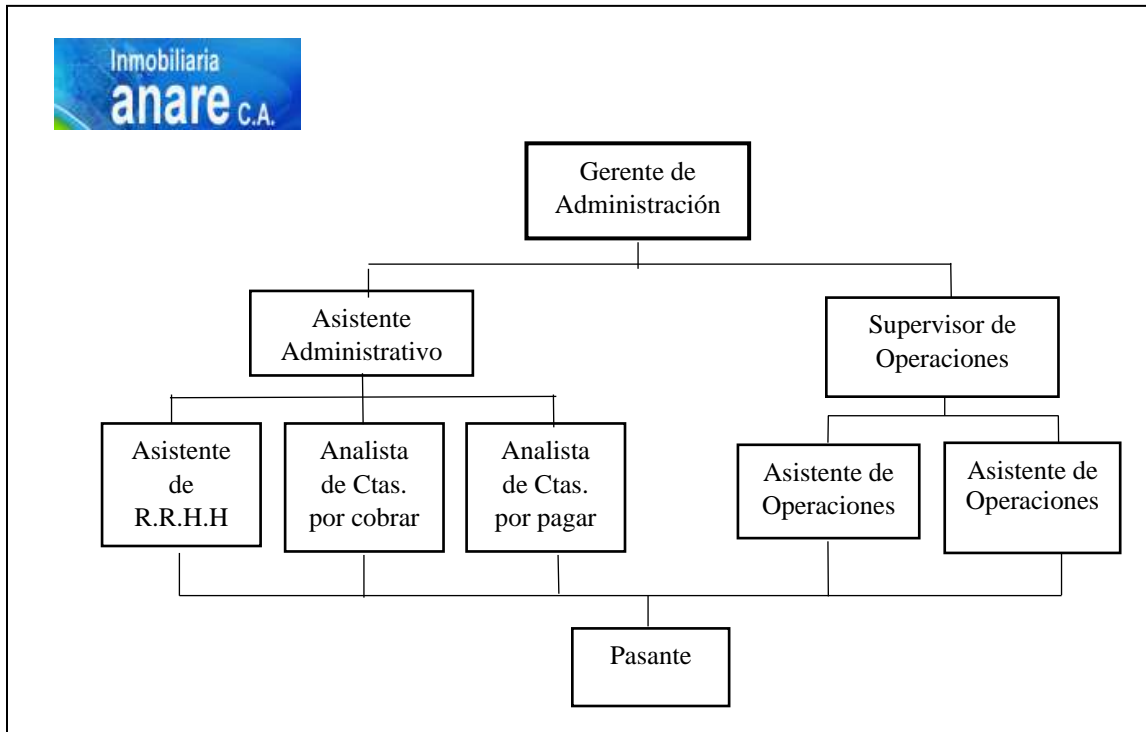 Inmobiliaria
anare C.A.
Gerente de
Administración
Asistente
Administrativo
Supervisor de
Operaciones
Asistente
de
R.R.H.H
Analista
de Ctas.
por cobrar
Analista
de Ctas.
por pagar
Asistente de
Operaciones
Asistente de
Operaciones
Pasante